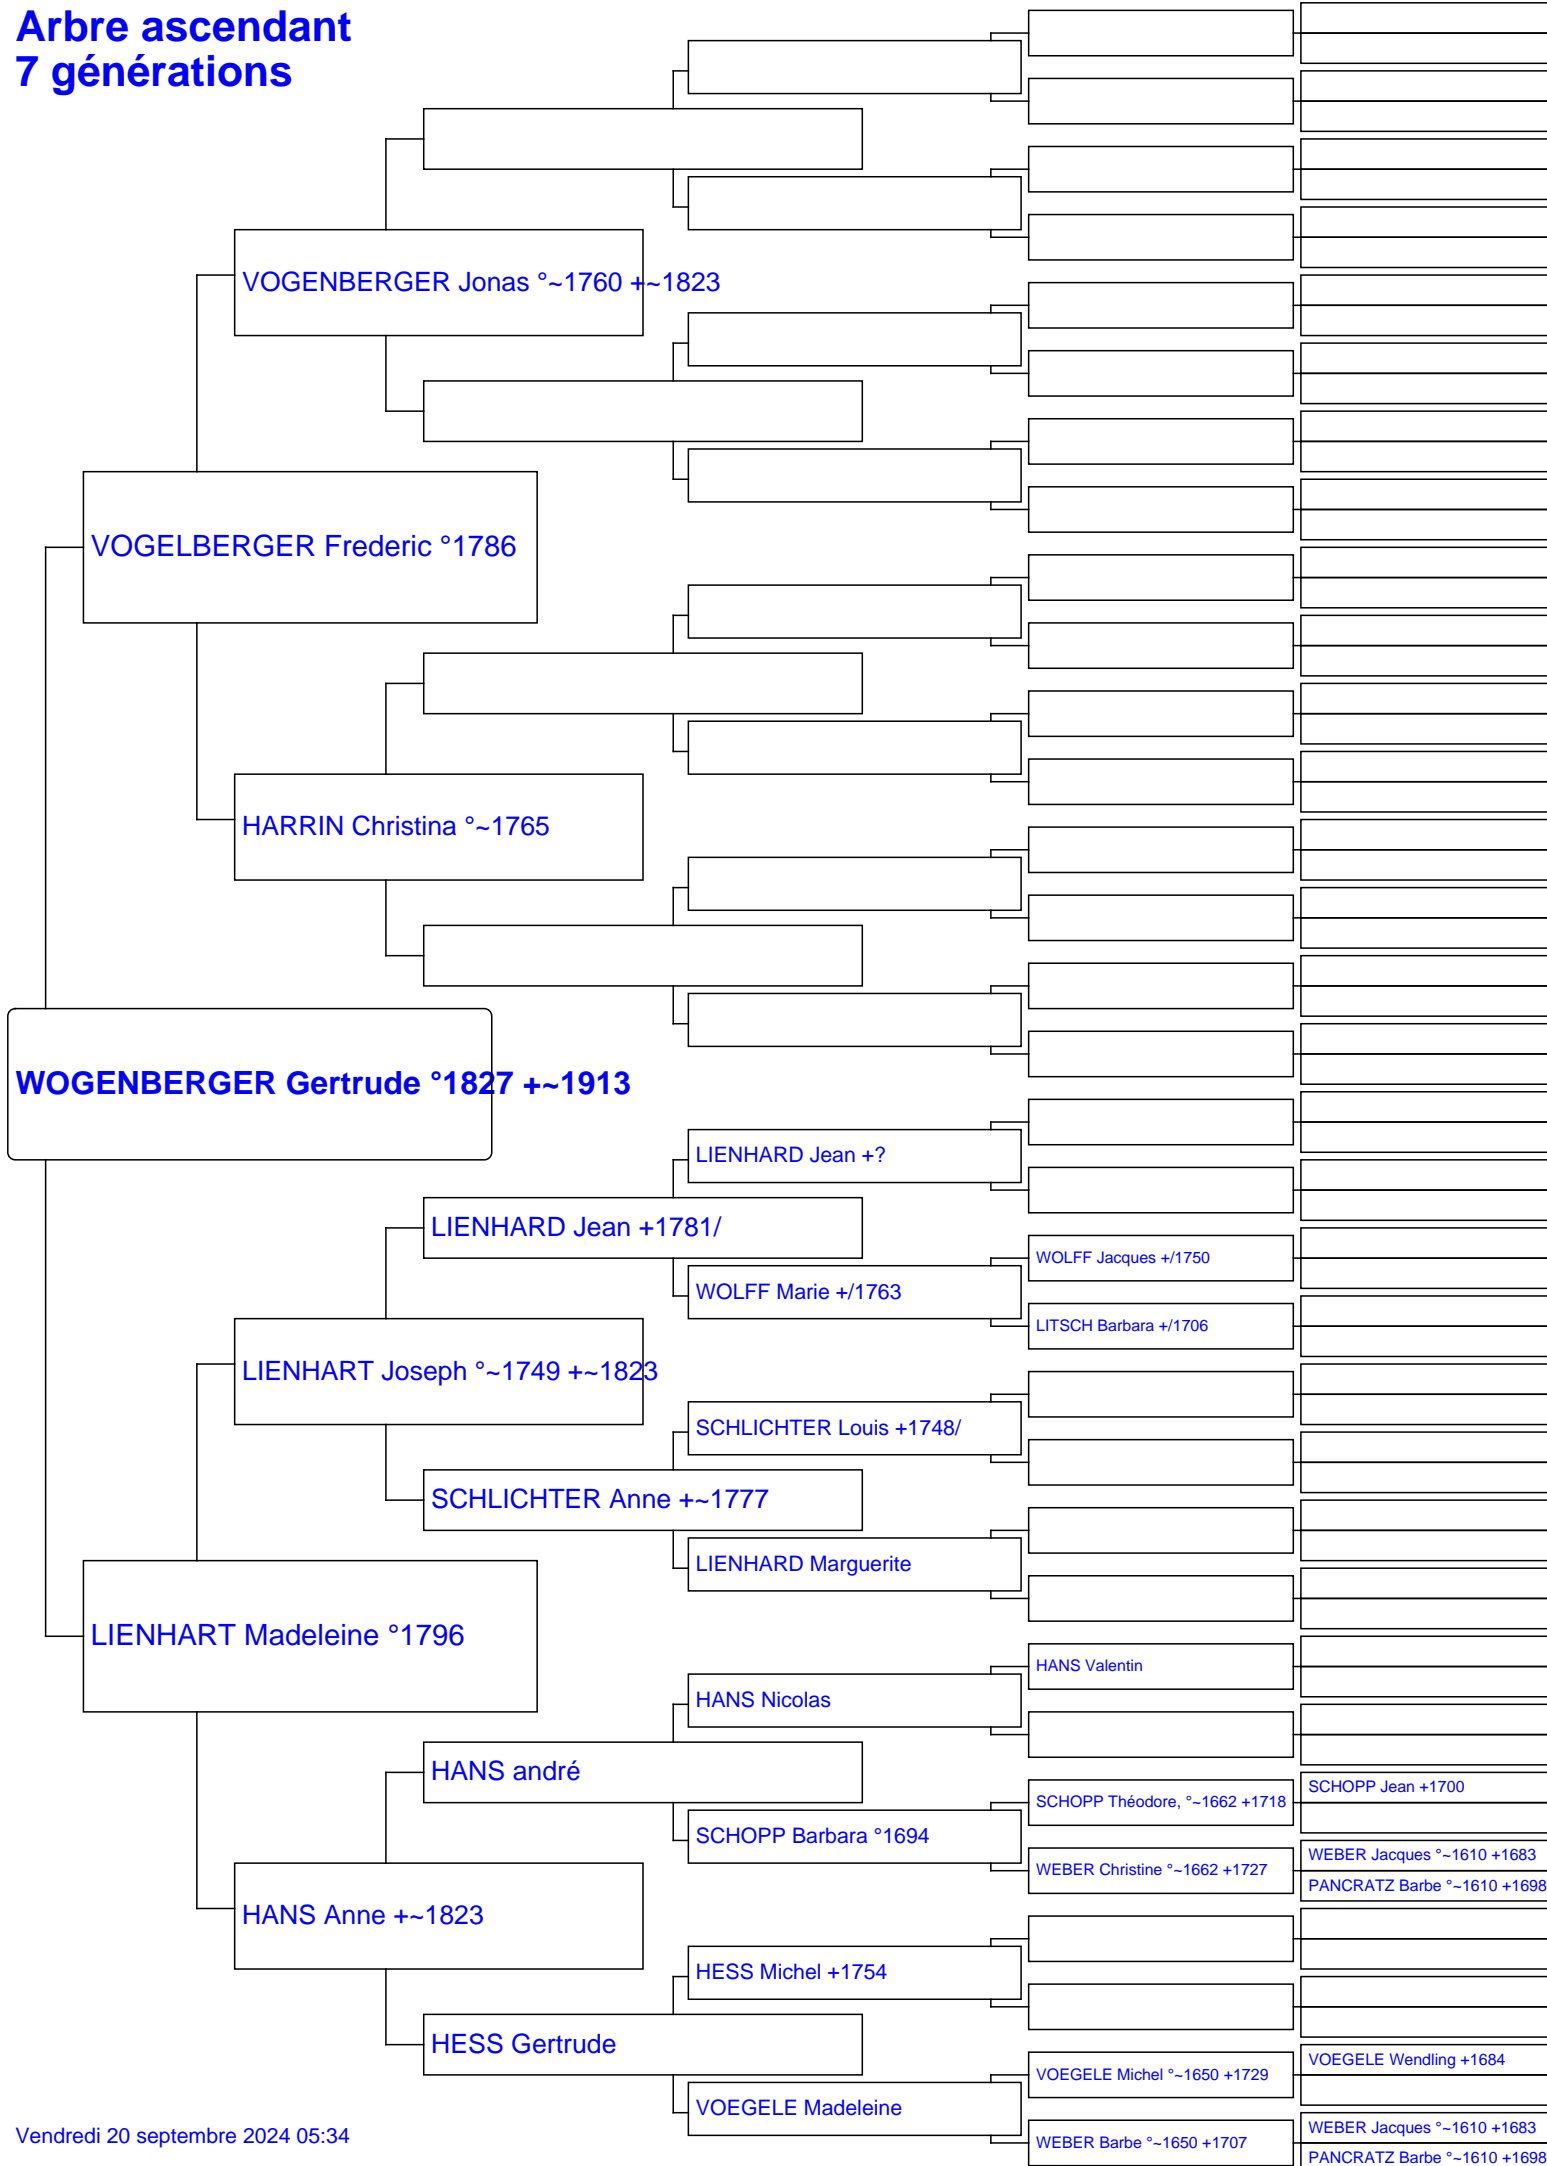 Arbre ascendant
7 générations
VOGENBERGER Jonas °~1760 +~1823
VOGELBERGER Frederic °1786
HARRIN Christina °~1765
WOGENBERGER Gertrude °1827 +~1913
LIENHARD Jean +?
LIENHARD Jean +1781/
WOLFF Jacques +/1750
WOLFF Marie +/1763
LITSCH Barbara +/1706
LIENHART Joseph °~1749 +~1823
SCHLICHTER Louis +1748/
SCHLICHTER Anne +~1777
LIENHARD Marguerite
LIENHART Madeleine °1796
HANS Valentin
HANS Nicolas
HANS andré
SCHOPP Jean +1700
SCHOPP Théodore, °~1662 +1718
SCHOPP Barbara °1694
WEBER Jacques °~1610 +1683
WEBER Christine °~1662 +1727
PANCRATZ Barbe °~1610 +1698
HANS Anne +~1823
HESS Michel +1754
HESS Gertrude
VOEGELE Wendling +1684
VOEGELE Michel °~1650 +1729
VOEGELE Madeleine
WEBER Jacques °~1610 +1683
WEBER Barbe °~1650 +1707
PANCRATZ Barbe °~1610 +1698
Vendredi 20 septembre 2024 05:34